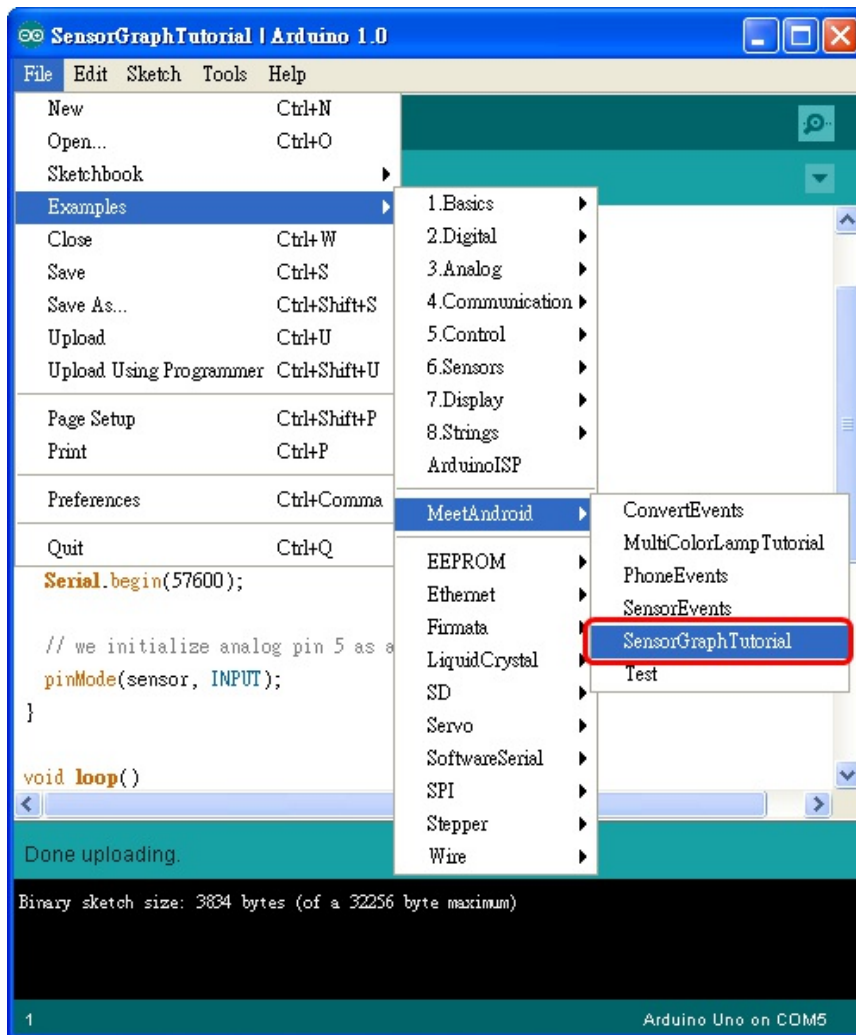 SensorGraphTutorial | Arduino 1.0
File Edit Sketch Tools Help
New Ctrl+N
Open... Ctrl+O
Sketchbook
Examples
Close Ctrl+W
Save Ctrl+S
Save As... Ctrl+Shift+S
Upload Ctrl+U
Upload Using Programmer Ctrl+Shift+U
Page Setup Ctrl+Shift+P
Print Ctrl+P
Preferences Ctrl+Comma
Quit Ctrl+Q
1.Basics
2.Digital
3.Analog
4.Communication
5.Control
6.Sensors
7.Display
8.Strings
ArduinoISP
MeetAndroid
EEPROM
Ethernet
Firmata
LiquidCrystal
SD
Servo
SoftwareSerial
SPI
Stepper
Wire
ConvertEvents
MultiColorLampTutorial
PhoneEvents
SensorEvents
SensorGraphTutorial
Test
Serial.begin(57600);
// we initialize analog pin 5 as a
pinMode(sensor, INPUT);
}
void loop()
Done uploading.
Binary sketch size: 3834 bytes (of a 32256 byte maximum)
1 Arduino Uno on COM5